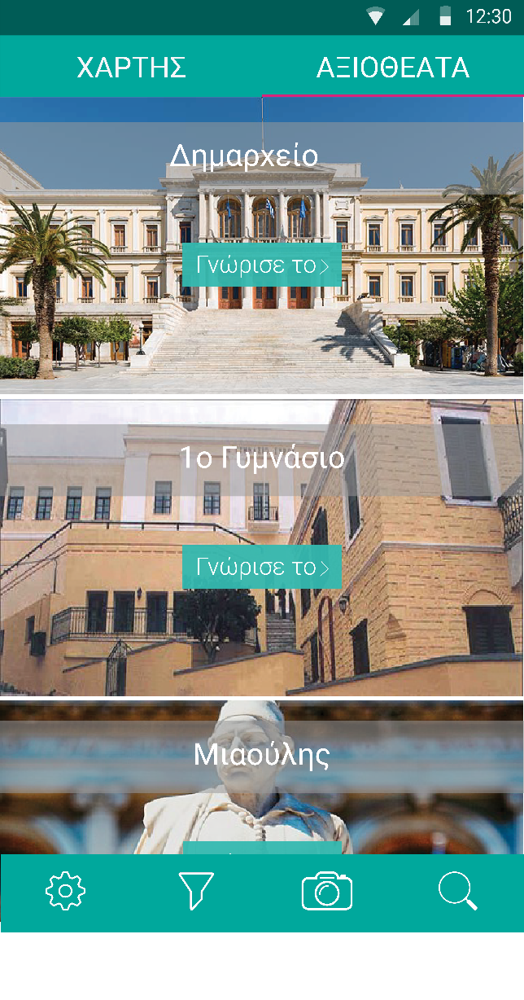 12:30
ΧΑΡΤΗΣ ΑΞΙΟΘΕΑΤΑ
Δημαρχείο
Γνώρισε το
1ο Γυμνάσιο
Γνώρισε το
Μιαούλης